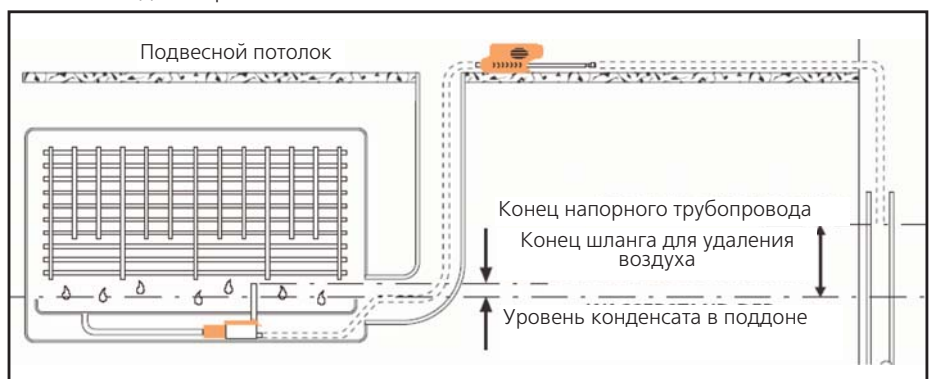 Подвесной потолок
Конец напорного трубопровода
Конец шланга для удаления
воздуха
Уровень конденсата в поддоне